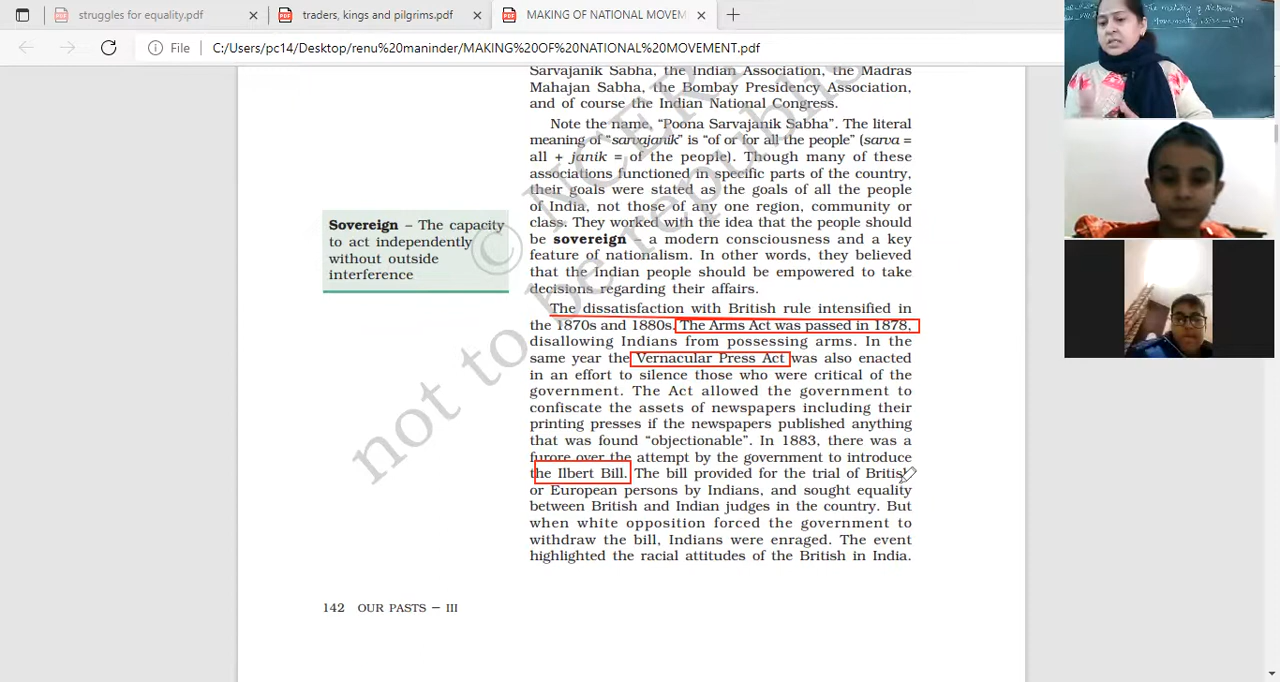 struggles for equality.pdf
traders, kings and pilgrims.pdf
MAKING OF NATIONAL MOVEM
File
C:/Users/pc14/Desktop/renu%20maninder/MAKING%20OF%20NATIONAL%20MOVEMENT.pdf
Sarvajanik Sabha, the Indian Association, the Madras
Mahajan Sabha, the Bombay Presidency Association,
and of course the Indian National Congress.
Note the name, “Poona Sarvajanik Sabha”. The literal
meaning of “sarvajanik” is “of or for all the people” (sarva =
all + janik = of the people). Though many of these
associations functioned in specific parts of the country,
their goals were stated as the goals of all the people
of India, not those of any one region, community or
class. They worked with the idea that the people should
be sovereign – a modern consciousness and a key
feature of nationalism. In other words, they believed
that the Indian people should be empowered to take
decisions regarding their affairs.
Sovereign – The capacity
to act independently
without outside
interference
The dissatisfaction with British rule intensified in
the 1870s and 1880s. The Arms Act was passed in 1878,
disallowing Indians from possessing arms. In the
same year the Vernacular Press Act was also enacted
in an effort to silence those who were critical of the
government. The Act allowed the government to
confiscate the assets of newspapers including their
printing presses if the newspapers published anything
that was found “objectionable”. In 1883, there was a
furore over the attempt by the government to introduce
the Ilbert Bill. The bill provided for the trial of British
or European persons by Indians, and sought equality
between British and Indian judges in the country. But
when white opposition forced the government to
withdraw the bill, Indians were enraged. The event
highlighted the racial attitudes of the British in India.
142 OUR PASTS – III
© NCERT
not to be republis
The Making of National